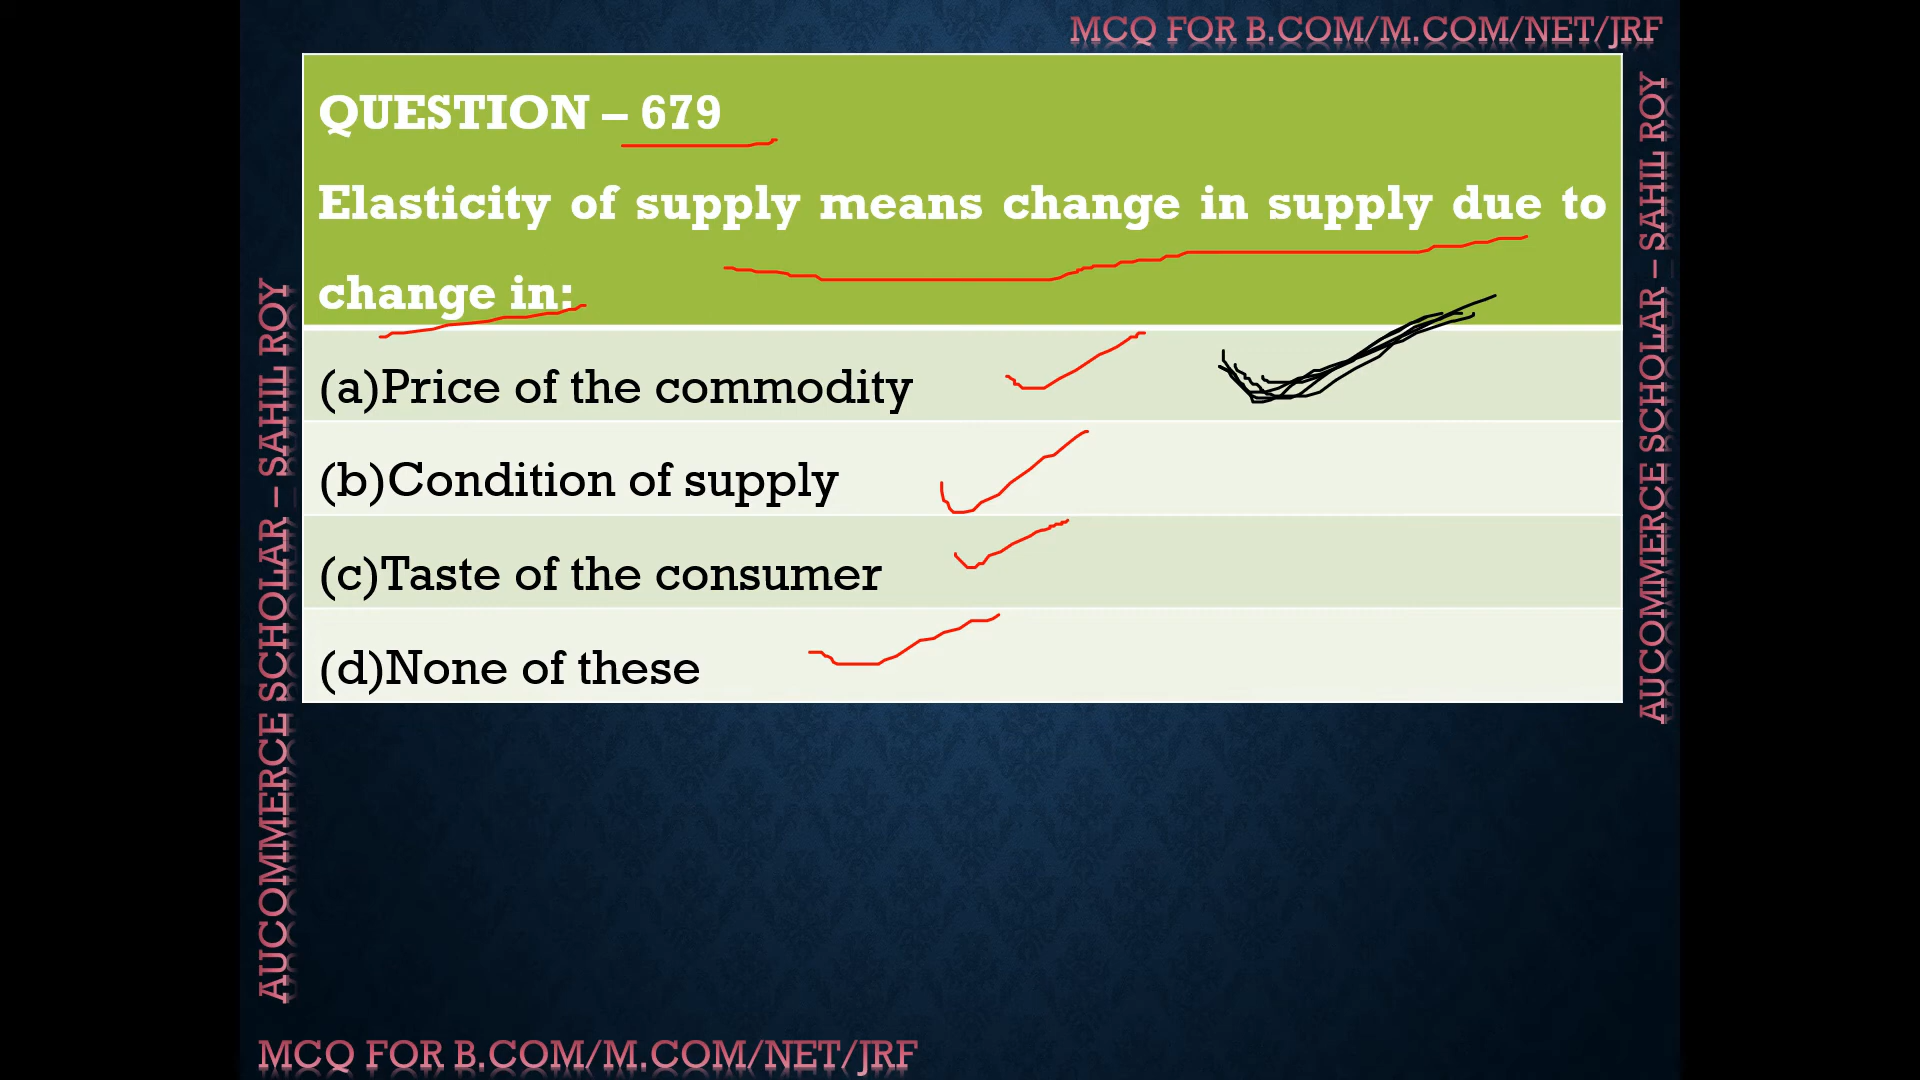 MCQ FOR B.COM/M.COM/NET/JRF
QUESTION – 679
Elasticity of supply means change in supply due to
change in:
(a)Price of the commodity
(b)Condition of supply
(c)Taste of the consumer
(d)None of these
AUCOMMERCE SCHOLAR – SAHIL ROY
AUCOMMERCE SCHOLAR – SAHIL ROY
MCQ FOR B.COM/M.COM/NET/JRF